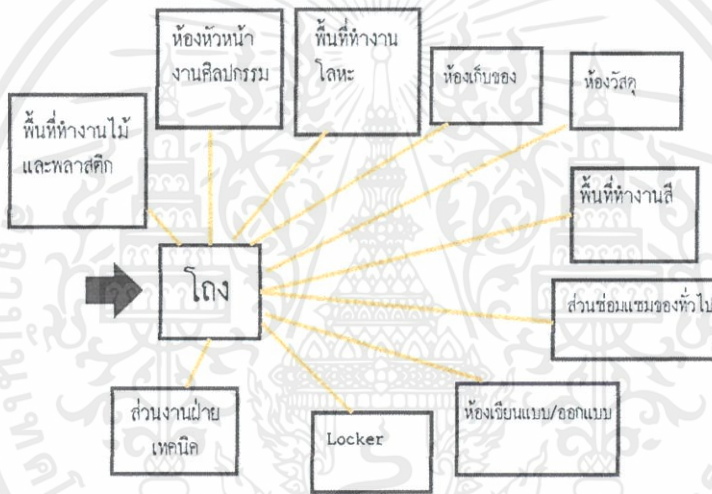 ห้องหัวหน้า
งานศิลปกรรม
พื้นที่ทำงาน
โลหะ
ห้องเก็บของ
ห้องวัสดุ
พื้นที่ทำงานไม้
และพลาสติก
พื้นที่ทำงานสี
โถง
ส่วนซ่อมแซมของทั่วไป
ส่วนงานฝ่าย
เทคนิค
Locker
ห้องเขียนแบบ/ออกแบบ